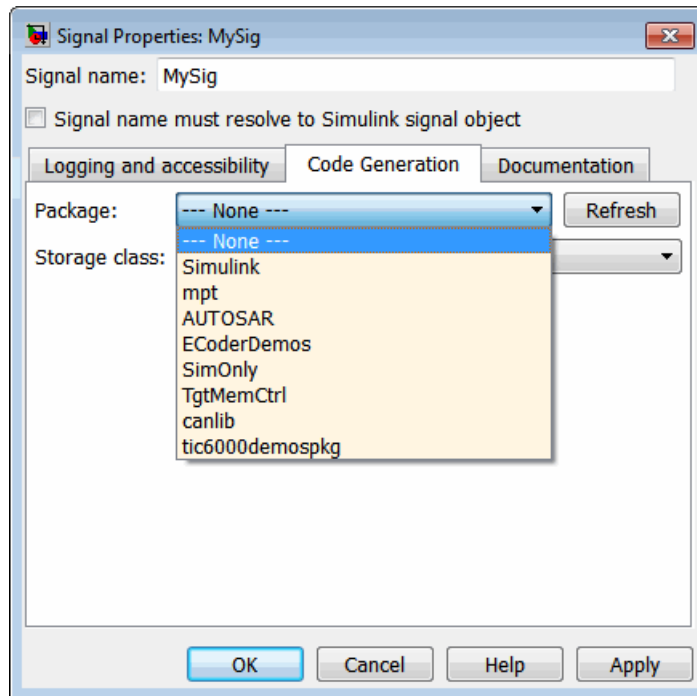 Signal Properties: MySig
Signal name: MySig
Signal name must resolve to Simulink signal object
Logging and accessibility Code Generation Documentation
Package: --- None --- Refresh
--- None ---
Storage class:
Simulink
mpt
AUTOSAR
ECoderDemos
SimOnly
TgtMemCtrl
canlib
tic6000demospkg
OK Cancel Help Apply